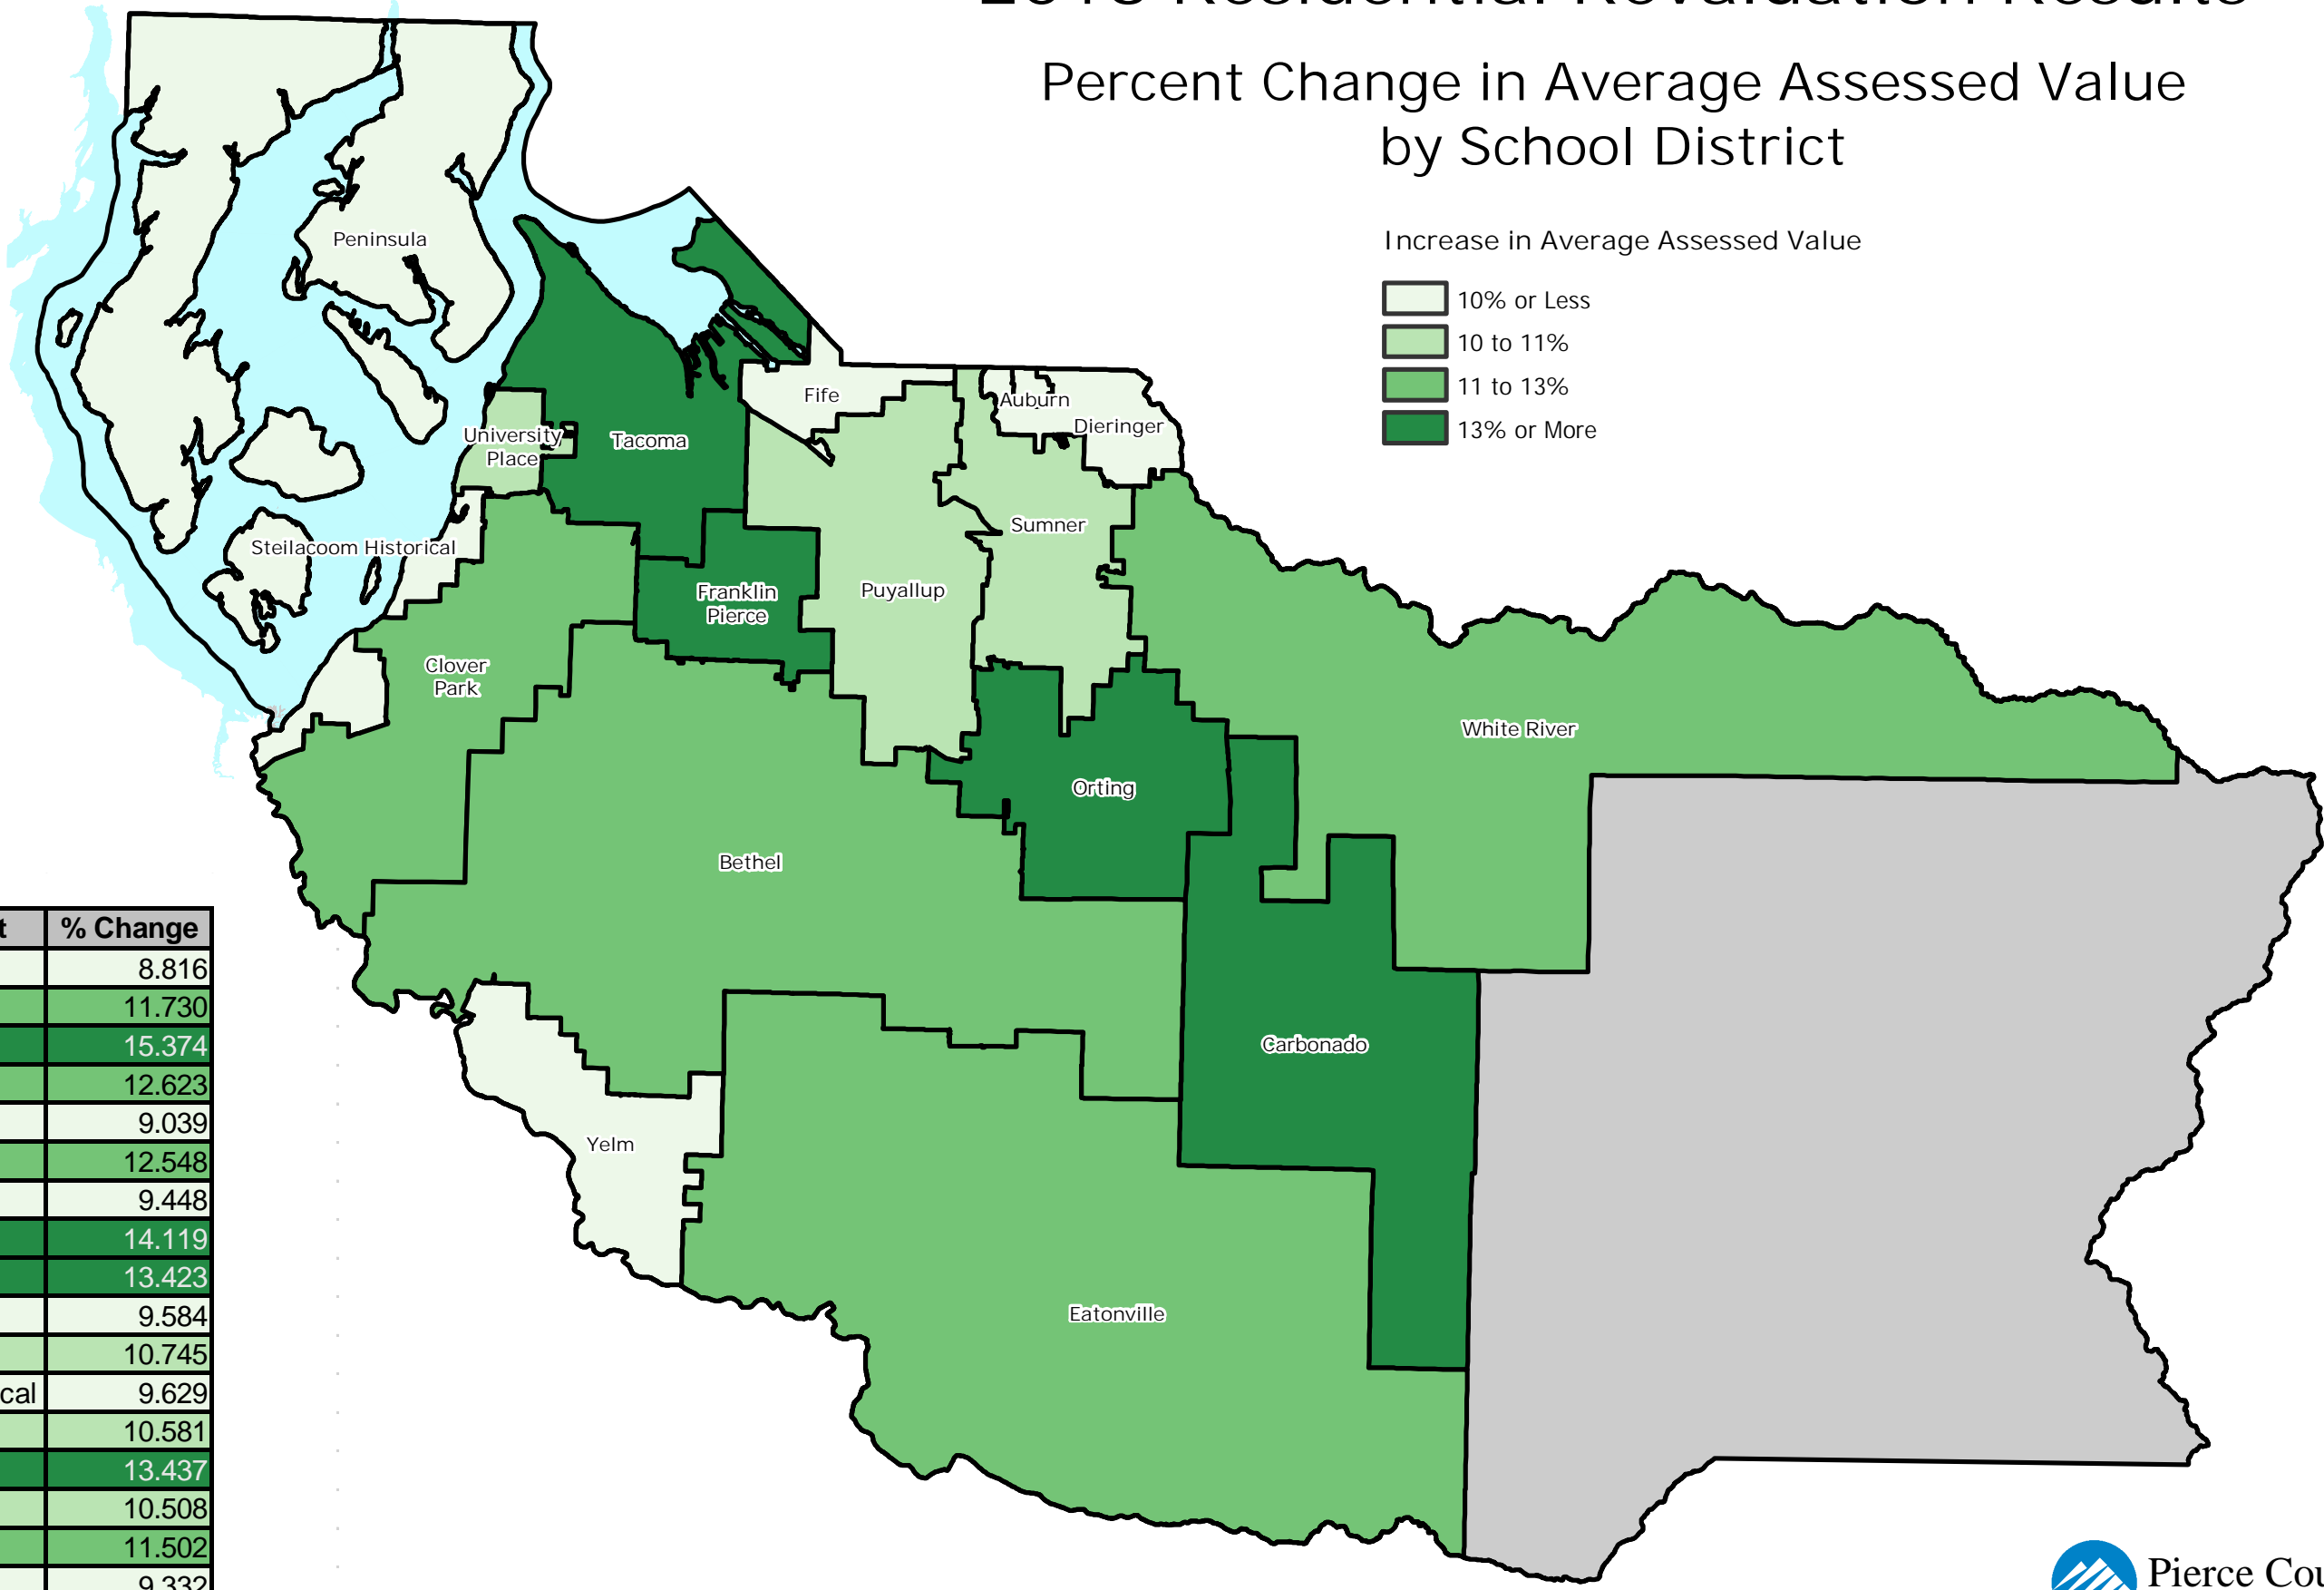 Percent Change in Average Assessed Value
by School District
Increase in Average Assessed Value
10% or Less
10 to 11%
11 to 13%
13% or More
Peninsula
Fife
Auburn
Dieringer
University
Place
Tacoma
Sumner
Steilacoom Historical
Franklin
Pierce
Puyallup
Clover
Park
White River
Orting
Bethel
Carbonado
Yelm
Eatonville
% Change
8.816
11.730
15.374
12.623
9.039
12.548
9.448
14.119
13.423
9.584
10.745
cal 9.629
10.581
13.437
10.508
11.502
9.332
Pierce Cou